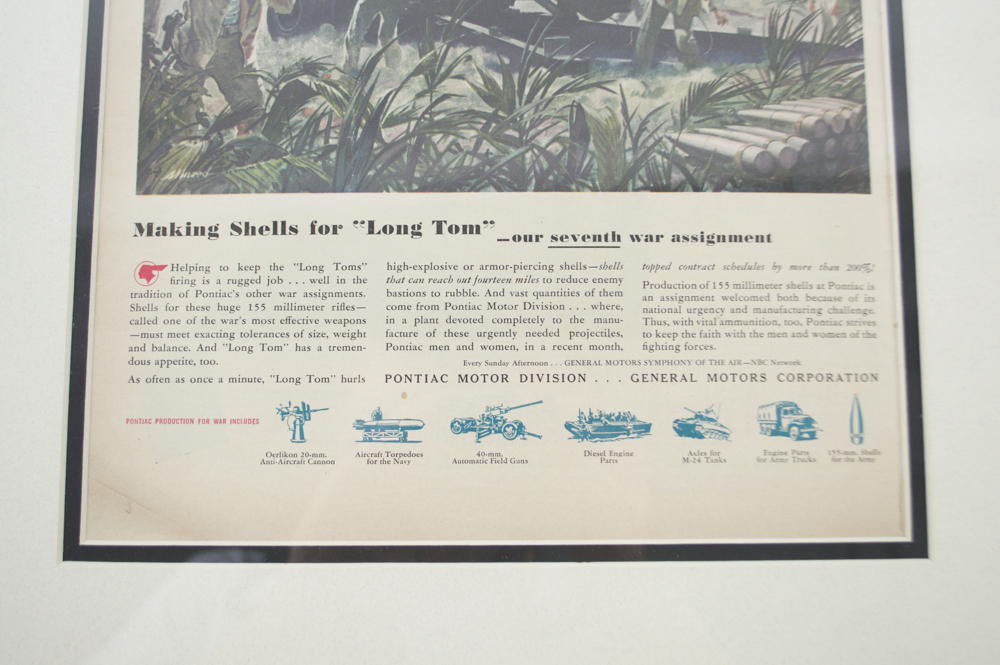 Making Shells for "Long Tom"—our seventh war assignment
Helping to keep the "Long Toms"
firing is a rugged job . . . well in the
tradition of Pontiac's other war assignments.
Shells for these huge 155 millimeter rifles—
called one of the war's most effective weapons
—must meet exacting tolerances of size, weight
and balance. And "Long Tom" has a tremen-
dous appetite, too.
As often as once a minute, "Long Tom" hurls
high-explosive or armor-piercing shells—shells
that can reach out fourteen miles to reduce enemy
bastions to rubble. And vast quantities of them
come from Pontiac Motor Division . . . where,
in a plant devoted completely to the manu-
facture of these urgently needed projectiles,
Pontiac men and women, in a recent month,
topped contract schedules by more than 200%!
Production of 155 millimeter shells at Pontiac is
an assignment welcomed both because of its
national urgency and manufacturing challenge.
Thus, with vital ammunition, too, Pontiac strives
to keep the faith with the men and women of the
fighting forces.
Every Sunday Afternoon . . . GENERAL MOTORS SYMPHONY OF THE AIR—NBC Network
PONTIAC MOTOR DIVISION . . . GENERAL MOTORS CORPORATION
PONTIAC PRODUCTION FOR WAR INCLUDES
Oerlikon 20-mm.
Anti-Aircraft Cannon
Aircraft Torpedoes
for the Navy
40-mm.
Automatic Field Guns
Diesel Engine
Parts
Axles for
M-24 Tanks
Engine Parts
for Army Trucks
155-mm. Shells
for the Army